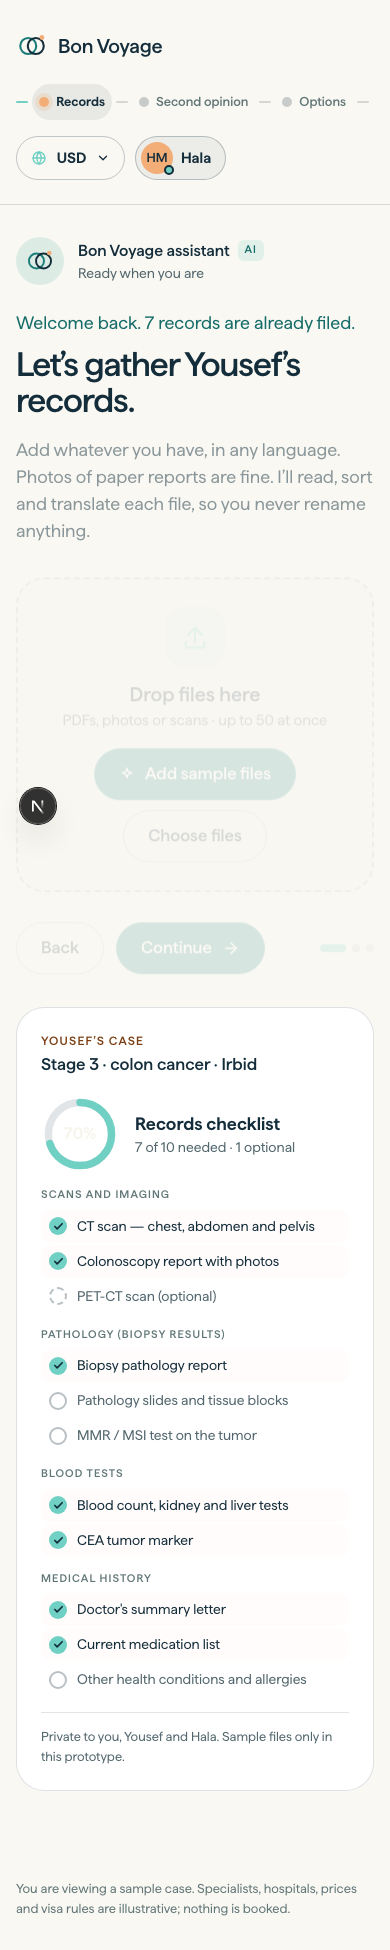 Bon Voyage
Records
Second opinion
Options
USD
HM
Hala
Bon Voyage assistant
AI
Ready when you are
Welcome back. 7 records are already filed.
Let's gather Yousef's
records.
Add whatever you have, in any language.
Photos of paper reports are fine. I'll read, sort
and translate each file, so you never rename
anything.
Drop files here
PDFs, photos or scans · up to 50 at once
Add sample files
N
Choose files
Back
Continue
YOUSEF'S CASE
Stage 3 · colon cancer · Irbid
70%
Records checklist
7 of 10 needed · 1 optional
SCANS AND IMAGING
CT scan — chest, abdomen and pelvis
Colonoscopy report with photos
PET-CT scan (optional)
PATHOLOGY (BIOPSY RESULTS)
Biopsy pathology report
Pathology slides and tissue blocks
MMR / MSI test on the tumor
BLOOD TESTS
Blood count, kidney and liver tests
CEA tumor marker
MEDICAL HISTORY
Doctor's summary letter
Current medication list
Other health conditions and allergies
Private to you, Yousef and Hala. Sample files only in
this prototype.
You are viewing a sample case. Specialists, hospitals, prices
and visa rules are illustrative; nothing is booked.